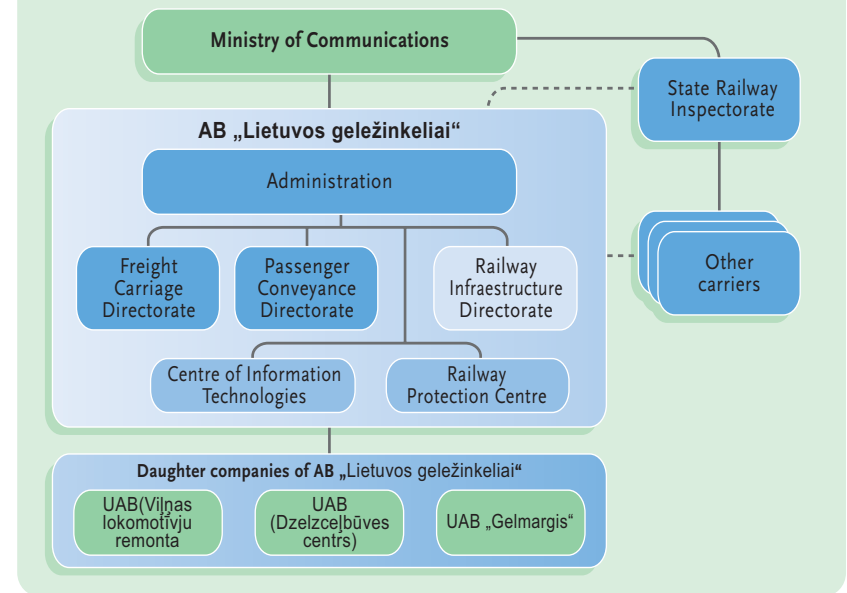 Ministry of Communications
State Railway
Inspectorate
AB „Lietuvos geležinkeliai“
Administration
Freight
Carriage
Directorate
Passenger
Conveyance
Directorate
Railway
Infraestructure
Directorate
Other
carriers
Centre of Information
Technologies
Railway
Protection Centre
Daughter companies of AB „Lietuvos geležinkeliai“
UAB(Viļņas
lokomotīvju
remonta
UAB
(Dzelzceļbūves
centrs)
UAB „Gelmargis“